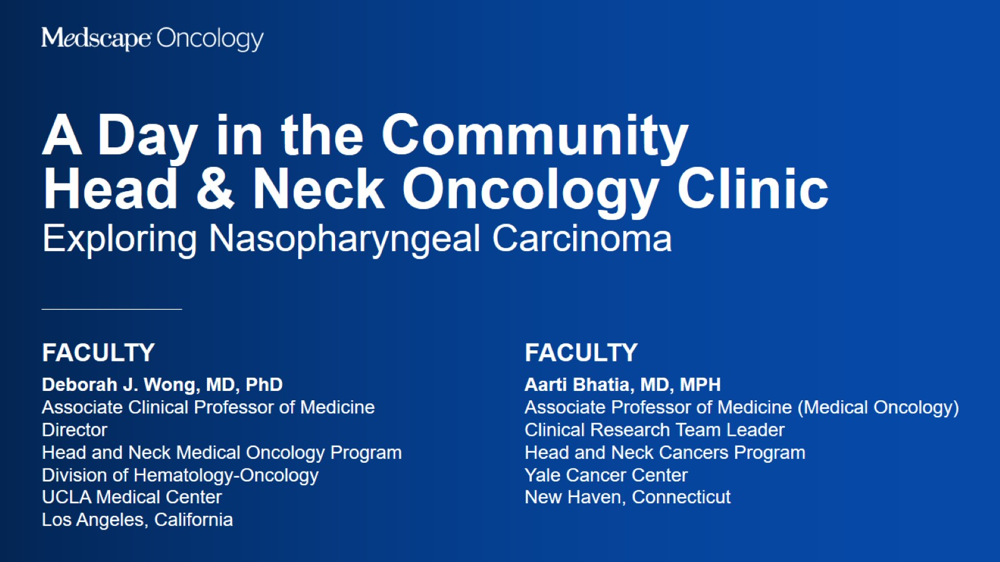 Medscape Oncology
A Day in the Community
Head & Neck Oncology Clinic
Exploring Nasopharyngeal Carcinoma
FACULTY
Deborah J. Wong, MD, PhD
Associate Clinical Professor of Medicine
Director
Head and Neck Medical Oncology Program
Division of Hematology-Oncology
UCLA Medical Center
Los Angeles, California
FACULTY
Aarti Bhatia, MD, MPH
Associate Professor of Medicine (Medical Oncology)
Clinical Research Team Leader
Head and Neck Cancers Program
Yale Cancer Center
New Haven, Connecticut